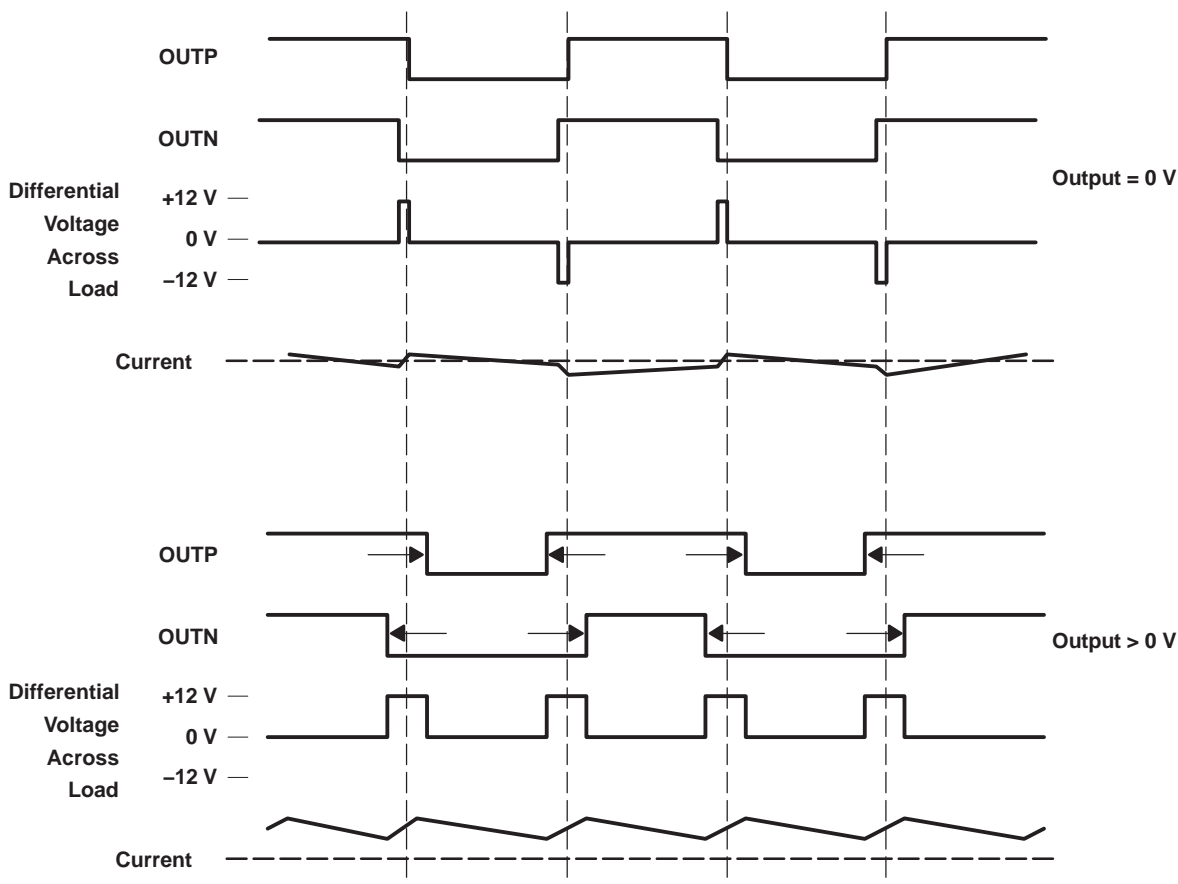 OUTP
OUTN
Output = 0 V
Differential
Voltage
Across
Load
+12 V
0 V
–12 V
Current
OUTP
OUTN
Output > 0 V
Differential
Voltage
Across
Load
+12 V
0 V
–12 V
Current